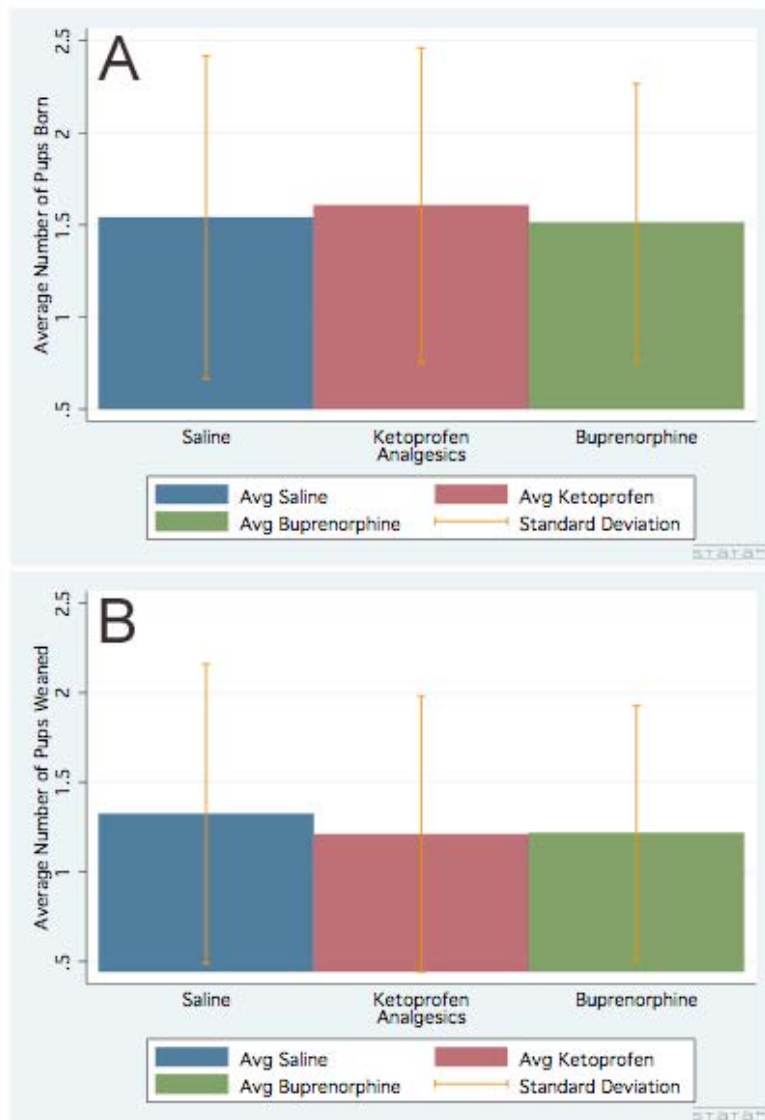 A
Average Number of Pups Born
2.5
2
1.5
1
.5
Saline
Ketoprofen
Buprenorphine
Analgesics
Avg Saline
Avg Ketoprofen
Avg Buprenorphine
Standard Deviation
B
Average Number of Pups Weaned
2.5
2
1.5
1
.5
Saline
Ketoprofen
Buprenorphine
Analgesics
Avg Saline
Avg Ketoprofen
Avg Buprenorphine
Standard Deviation